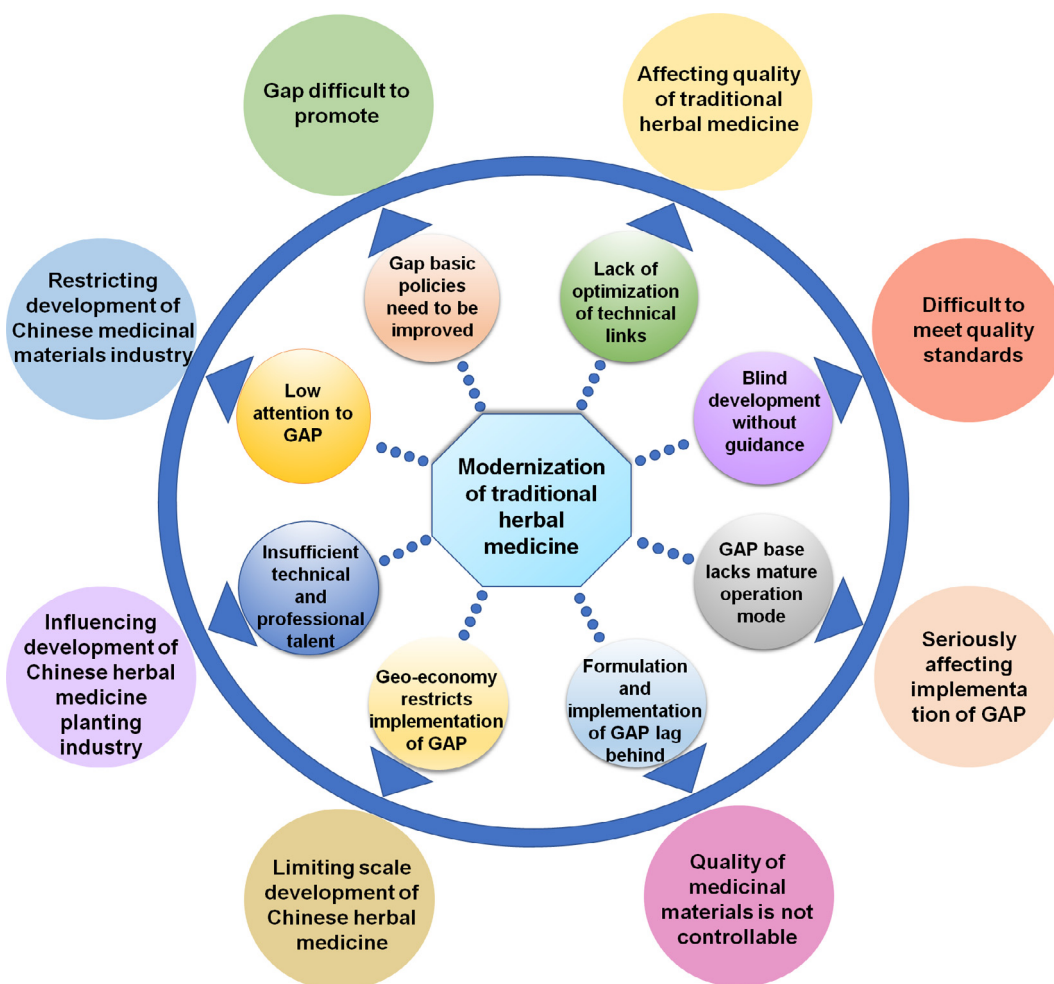 Gap difficult to
promote
Affecting quality
of traditional
herbal medicine
Restricting
development of
Chinese medicinal
materials industry
Gap basic
policies
need to be
improved
Lack of
optimization
of technical
links
Difficult to
meet quality
standards
Low
attention to
GAP
Blind
development
without
guidance
Modernization
of traditional
herbal
medicine
Insufficient
technical
and
professional
talent
GAP base
lacks mature
operation
mode
Influencing
development of
Chinese herbal
medicine
planting
industry
Geo-economy
restricts
implementation
of GAP
Formulation
and
implementation
of GAP lag
behind
Seriously
affecting
implementa
tion of GAP
Limiting scale
development of
Chinese herbal
medicine
Quality of
medicinal
materials is not
controllable